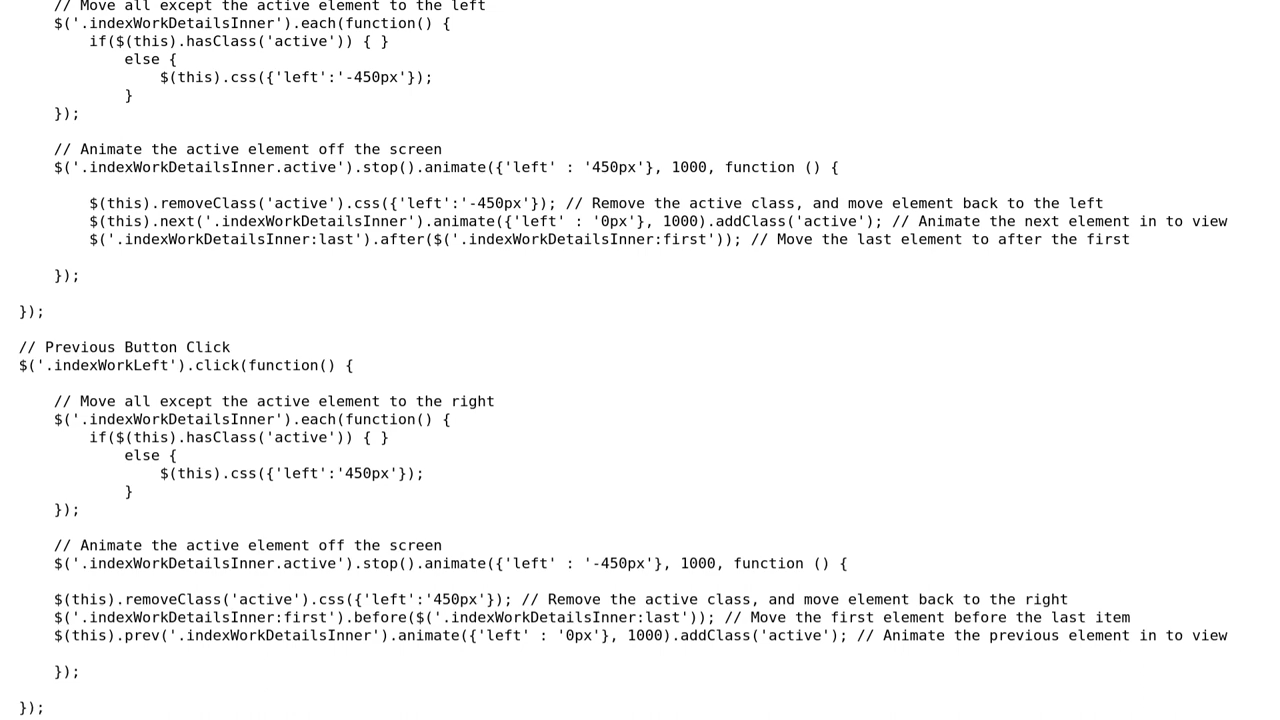 // Move all except the active element to the left
    $('.indexWorkDetailsInner').each(function() {
        if($(this).hasClass('active')) { }
            else {
                $(this).css({'left':'-450px'});
            }
    });

    // Animate the active element off the screen
    $('.indexWorkDetailsInner.active').stop().animate({'left' : '450px'}, 1000, function () {

        $(this).removeClass('active').css({'left':'-450px'}); // Remove the active class, and move element back to the left
        $(this).next('.indexWorkDetailsInner').animate({'left' : '0px'}, 1000).addClass('active'); // Animate the next element in to view
        $('.indexWorkDetailsInner:last').after($('.indexWorkDetailsInner:first')); // Move the last element to after the first

    });

});

// Previous Button Click
$('.indexWorkLeft').click(function() {

    // Move all except the active element to the right
    $('.indexWorkDetailsInner').each(function() {
        if($(this).hasClass('active')) { }
            else {
                $(this).css({'left':'450px'});
            }
    });

    // Animate the active element off the screen
    $('.indexWorkDetailsInner.active').stop().animate({'left' : '-450px'}, 1000, function () {

    $(this).removeClass('active').css({'left':'450px'}); // Remove the active class, and move element back to the right
    $('.indexWorkDetailsInner:first').before($('.indexWorkDetailsInner:last')); // Move the first element before the last item
    $(this).prev('.indexWorkDetailsInner').animate({'left' : '0px'}, 1000).addClass('active'); // Animate the previous element in to view

    });

});